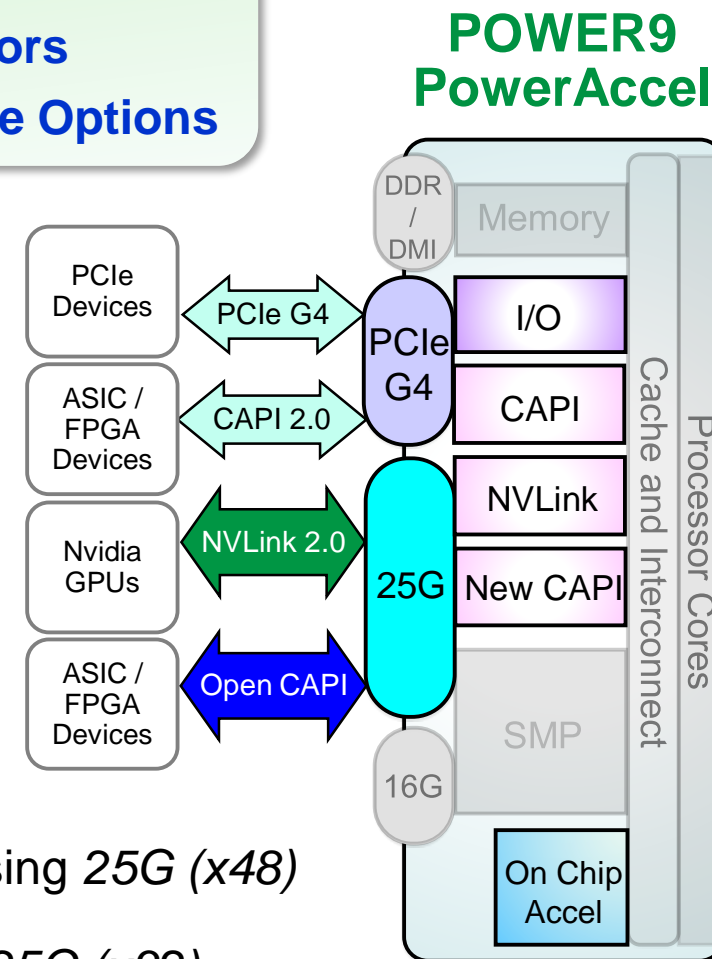 POWER9
PowerAccel
e Options
DDR
/
DMI
Memory
PCIe
Devices
PCIe G4
PCIe
G4
I/O
ASIC /
FPGA
Devices
CAPI 2.0
CAPI
Nvidia
GPUs
NVLink 2.0
25G
NVLink
New CAPI
ASIC /
FPGA
Devices
Open CAPI
SMP
16G
On Chip
Accel
Cache and Interconnect
Processor Cores
sing 25G (x48)